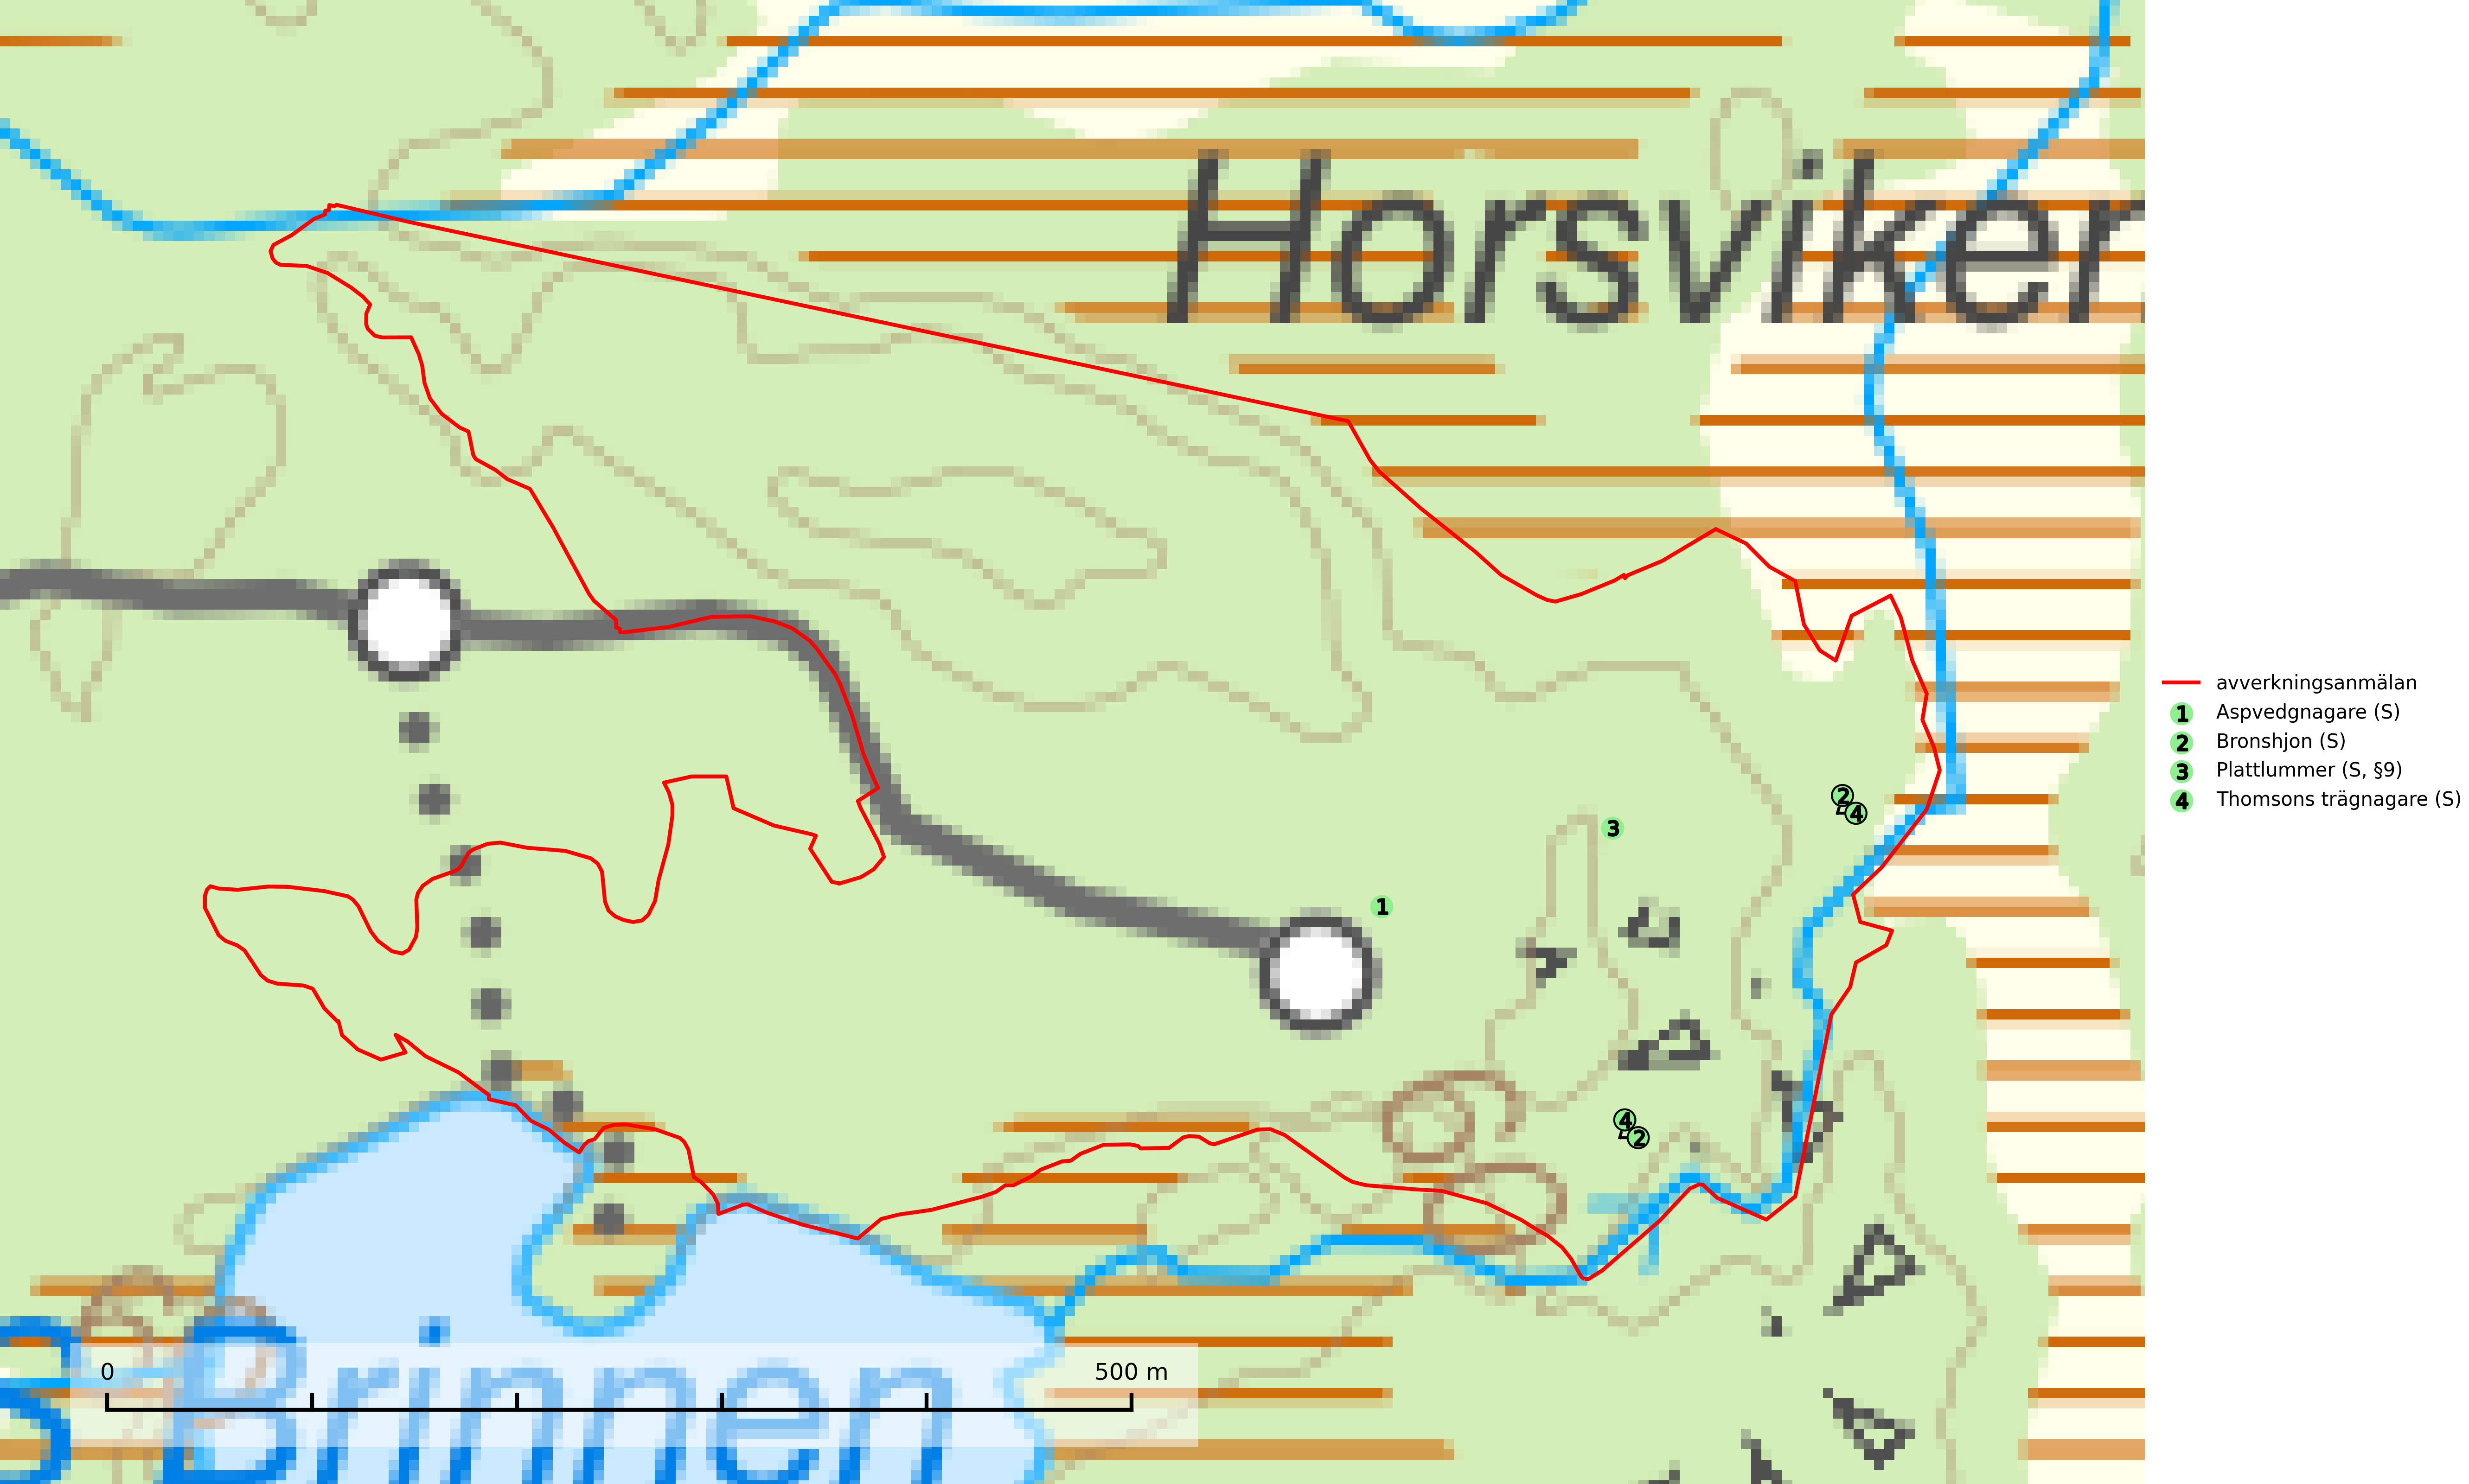 Horsviker
avverkningsanmälan
1 Aspvedgnagare (S)
2 Bronshjon (S)
3 Plattlummer (S, §9)
4 Thomsons trägnagare (S)
2
4
3
1
4
2
0 500 m
s Brinnen